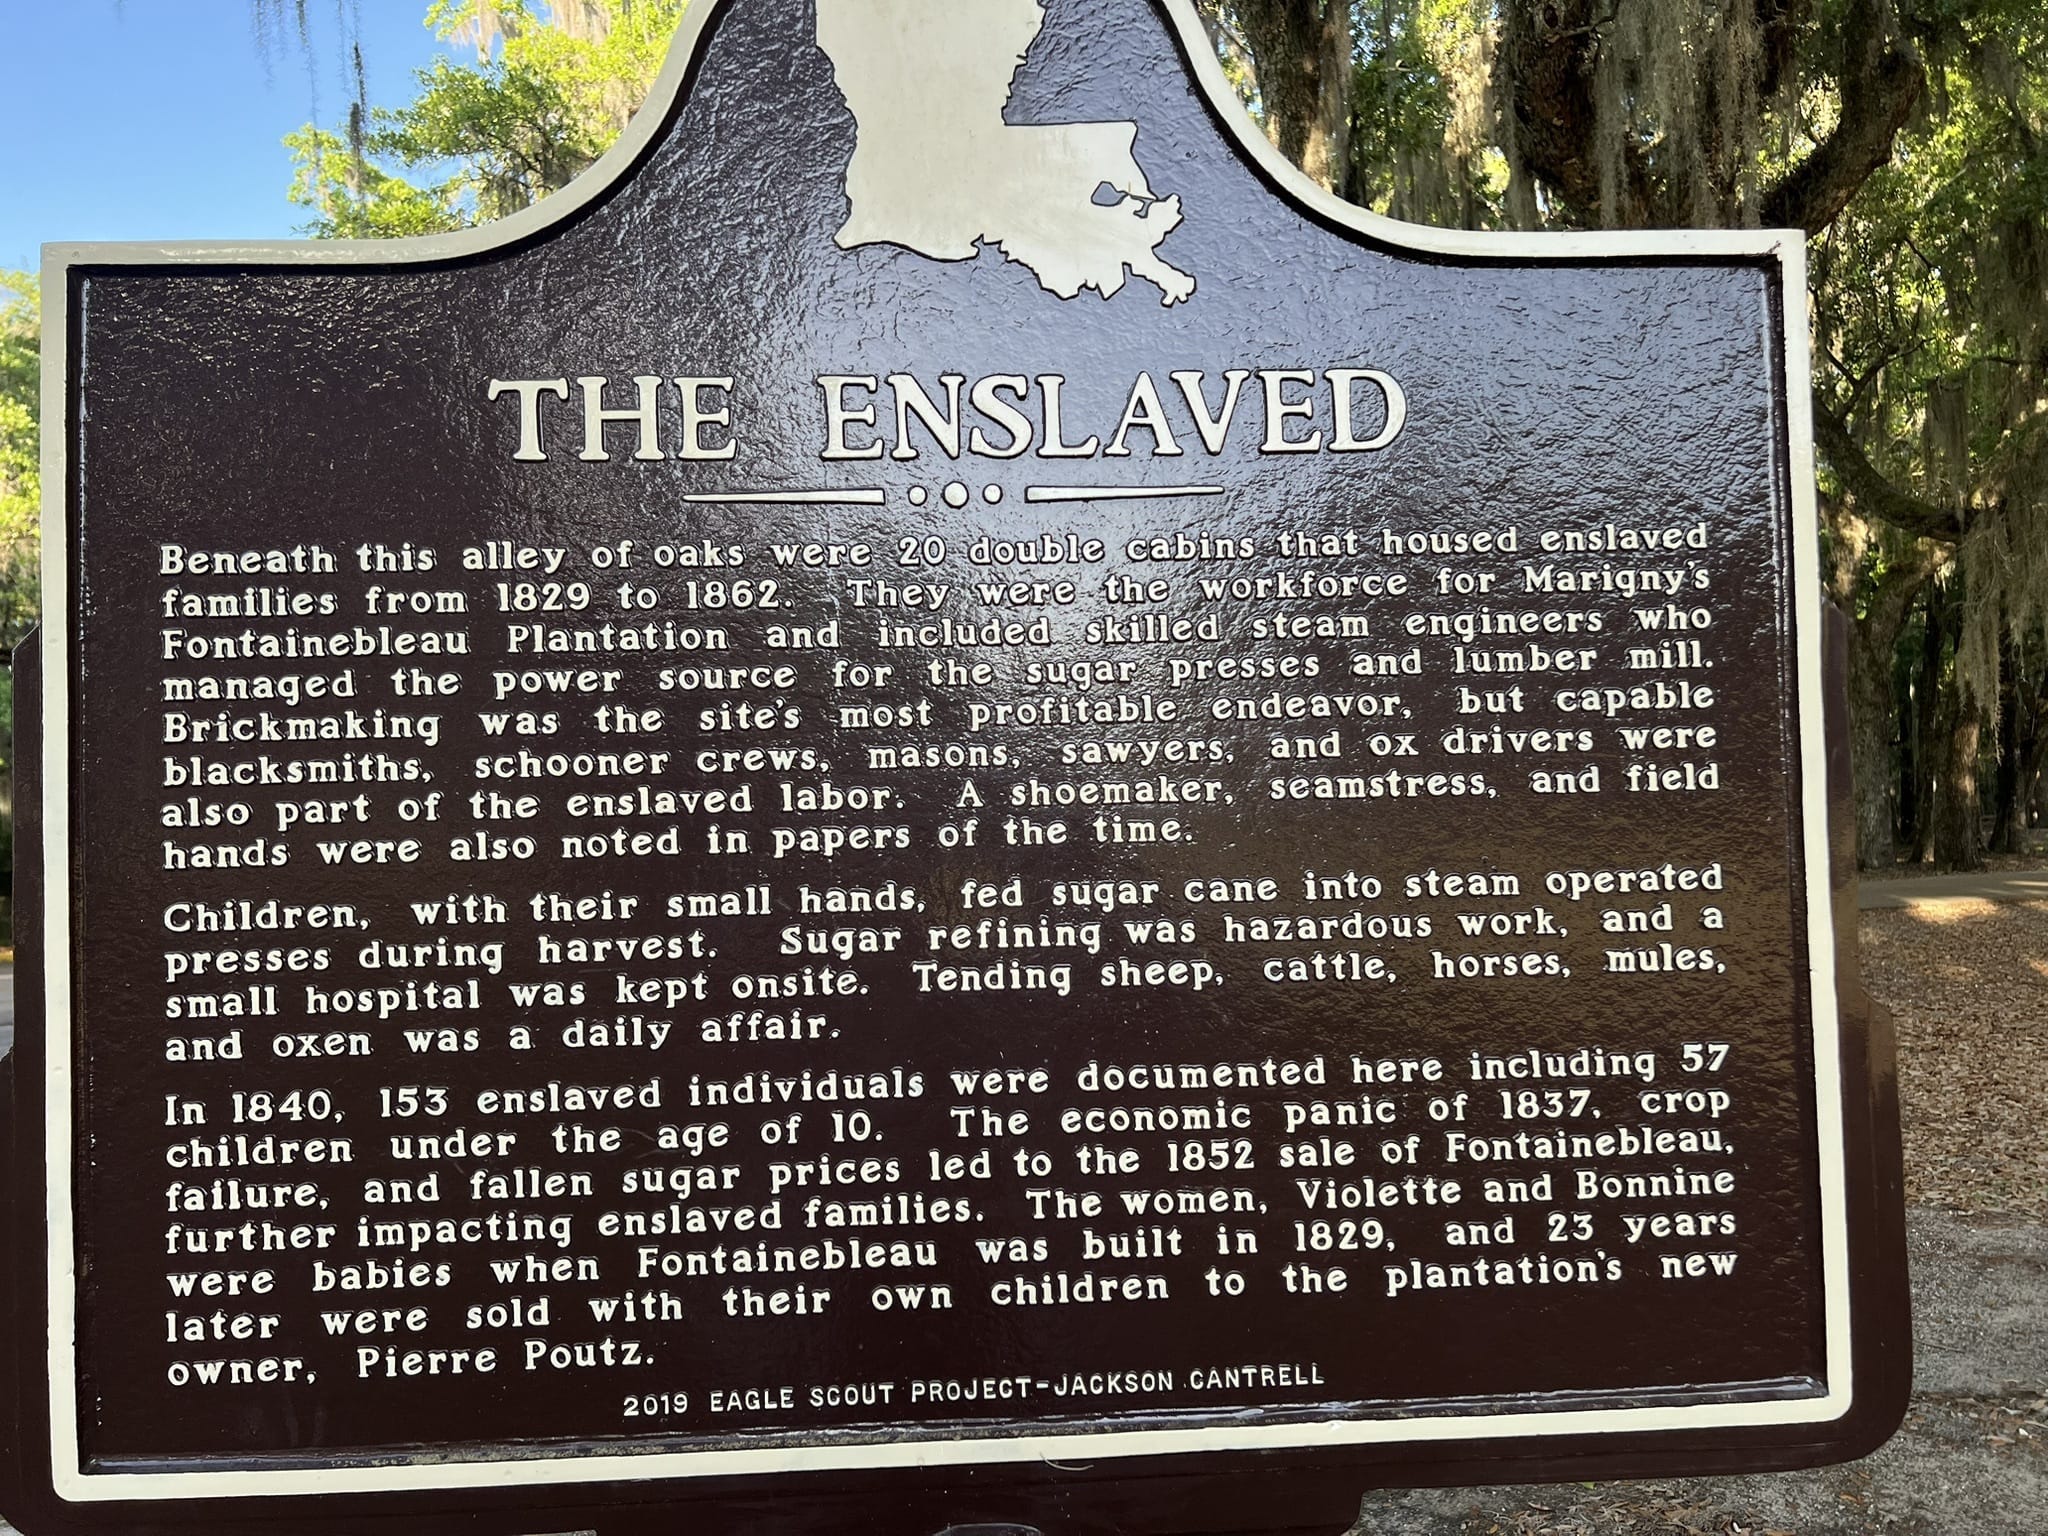 THE ENSLAVED
Beneath this alley of oaks were 20 double cabins that housed enslaved
families from 1829 to 1862. They were the workforce for Marigny's
Fontainebleau Plantation and included skilled steam engineers who
managed the power source for the sugar presses and lumber mill.
Brickmaking was the site's most profitable endeavor, but capable
blacksmiths, schooner crews, masons, sawyers, and ox drivers were
also part of the enslaved labor. A shoemaker, seamstress, and field
hands were also noted in papers of the time.
Children, with their small hands, fed sugar cane into steam operated
presses during harvest. Sugar refining was hazardous work, and a
small hospital was kept onsite. Tending sheep, cattle, horses, mules,
and oxen was a daily affair.
In 1840, 153 enslaved individuals were documented here including 57
children under the age of 10. The economic panic of 1837, crop
failure, and fallen sugar prices led to the 1852 sale of Fontainebleau,
further impacting enslaved families. The women, Violette and Bonnine
were babies when Fontainebleau was built in 1829, and 23 years
later were sold with their own children to the plantation's new
owner, Pierre Poutz.
2019 EAGLE SCOUT PROJECT-JACKSON CANTRELL